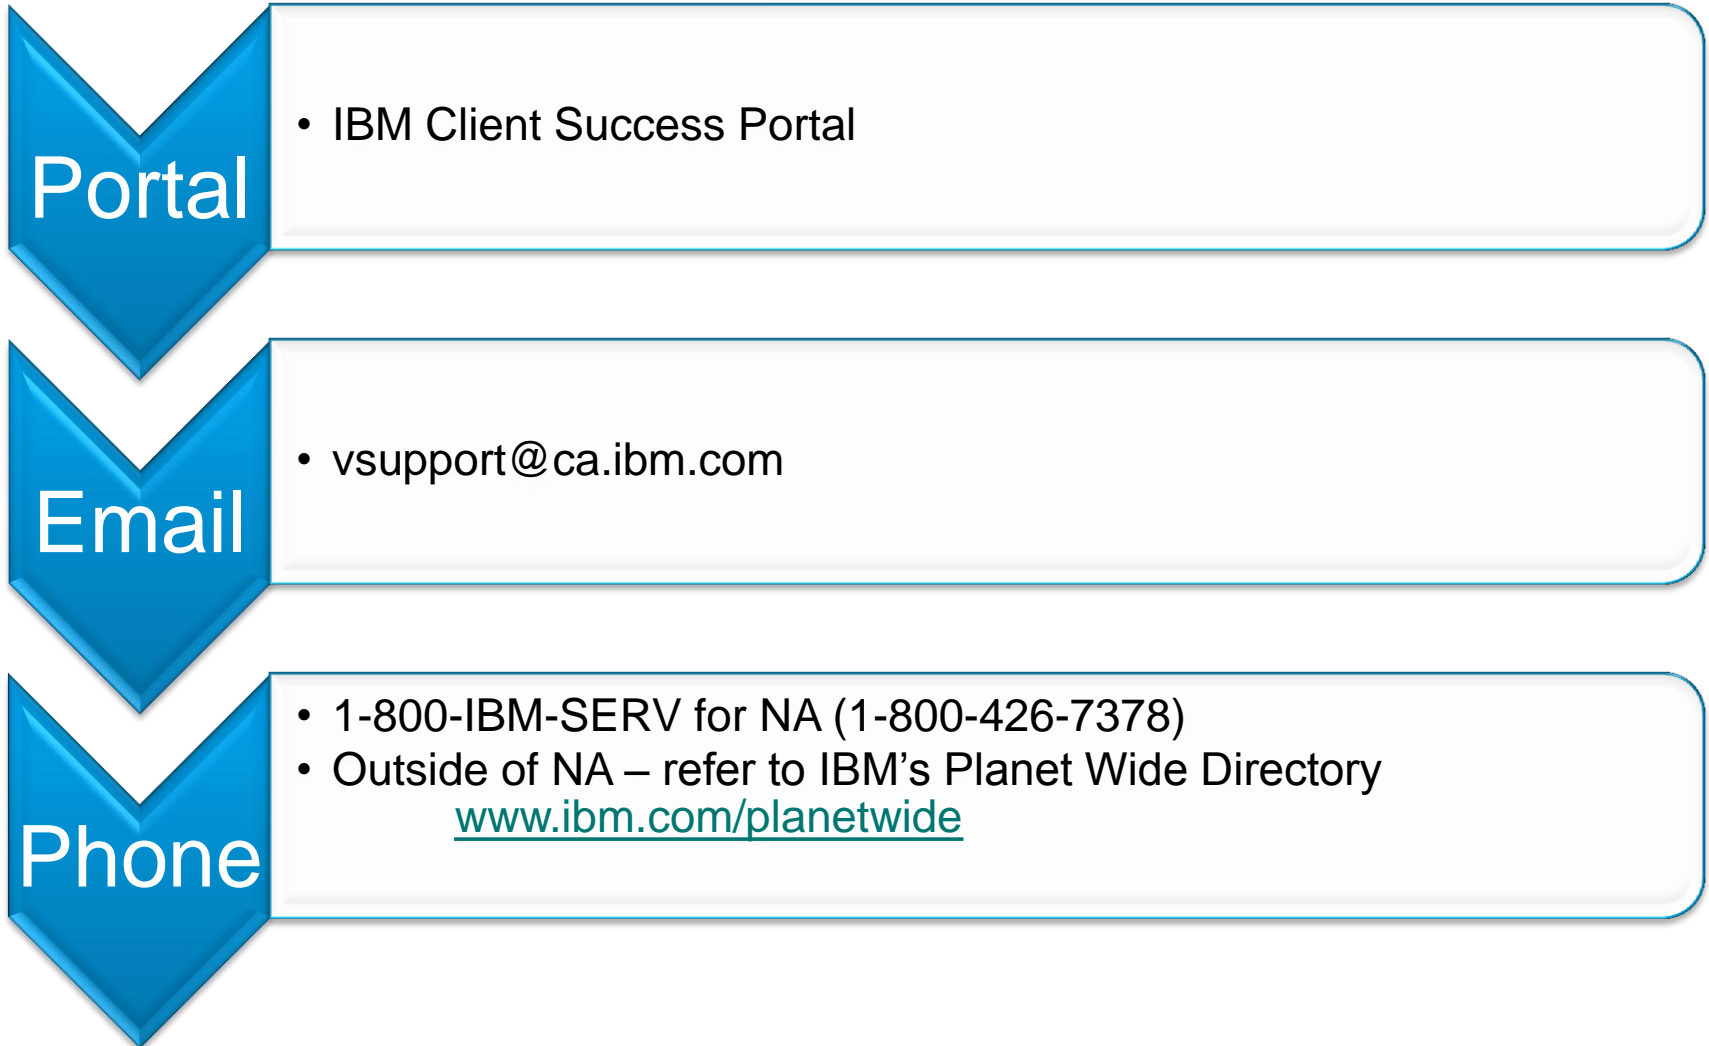 Portal
• IBM Client Success Portal
Email
• vsupport@ca.ibm.com
Phone
• 1-800-IBM-SERV for NA (1-800-426-7378)
• Outside of NA – refer to IBM’s Planet Wide Directory
www.ibm.com/planetwide